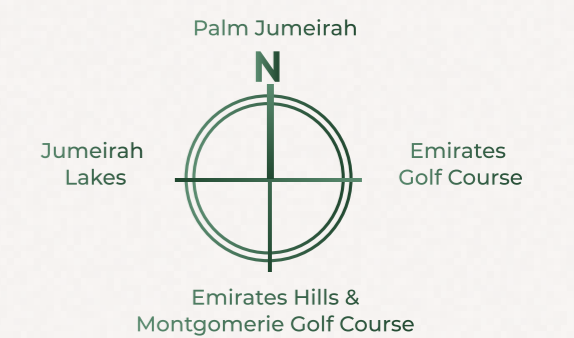 Palm Jumeirah
N
Jumeirah
Lakes
Emirates
Golf Course
Emirates Hills &
Montgomerie Golf Course